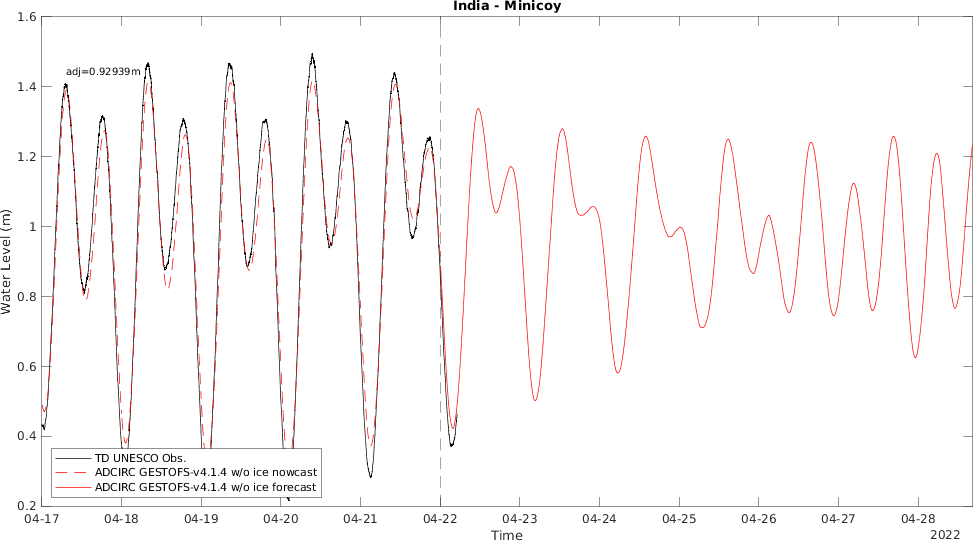 India - Minicoy
1.6
1.4
1.2
1
0.8
0.6
0.4
0.2
Water Level (m)
adj=0.92939m
TD UNESCO Obs.
ADCIRC GESTOFS-v4.1.4 w/o ice nowcast
ADCIRC GESTOFS-v4.1.4 w/o ice forecast
04-17 04-18 04-19 04-20 04-21 04-22 04-23 04-24 04-25 04-26 04-27 04-28
2022
Time